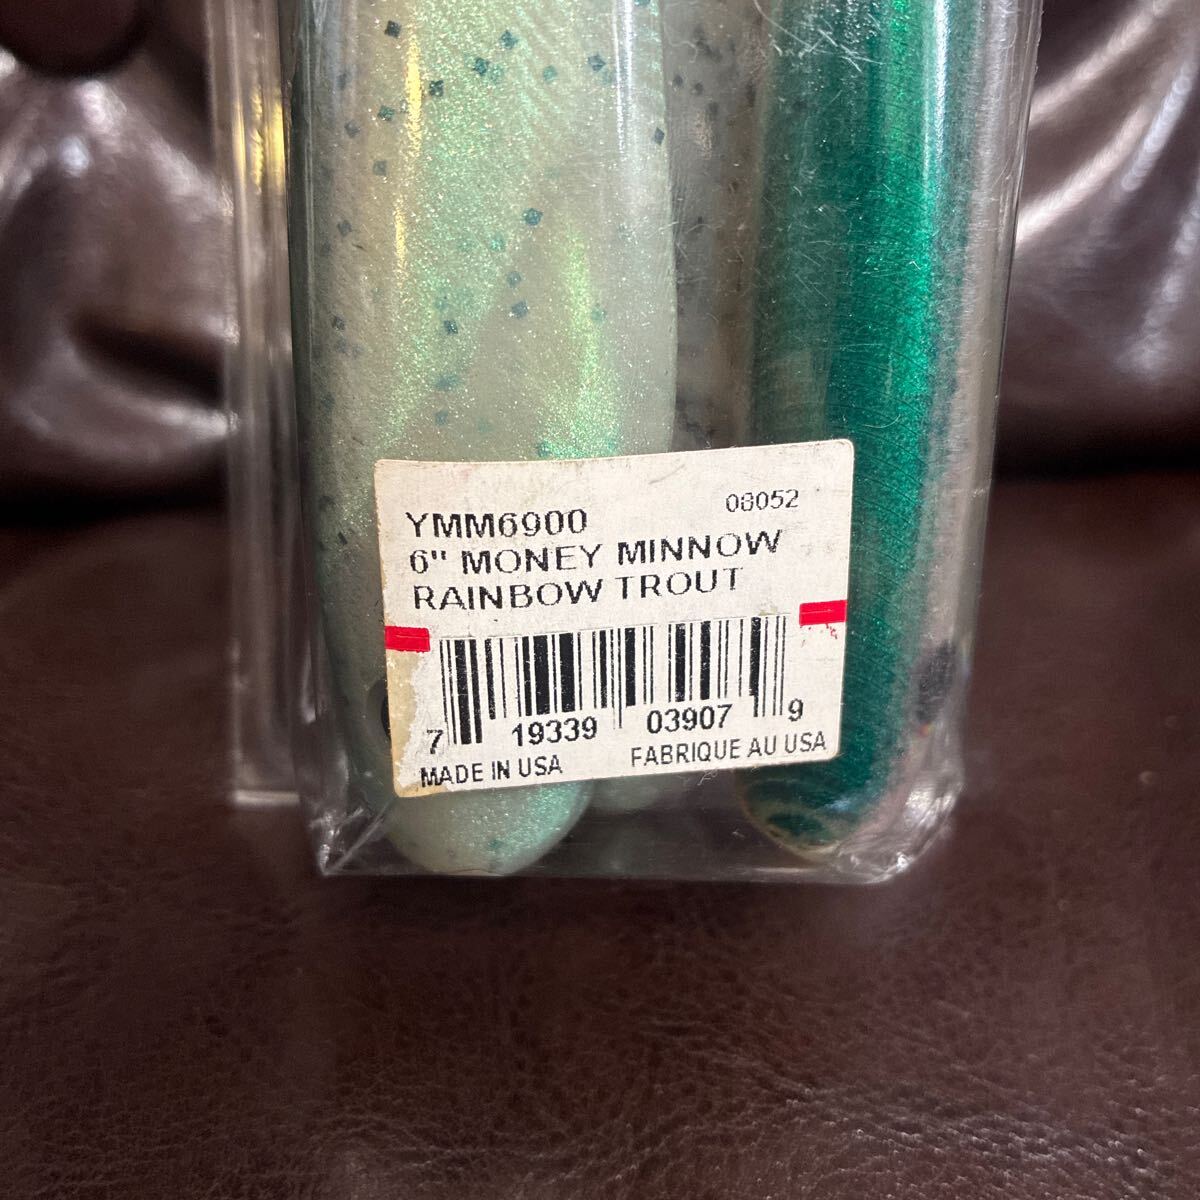 YMM6900 08052
6" MONEY MINNOW
RAINBOW TROUT
7 19339 03907 9
MADE IN USA FABRIQUE AU USA